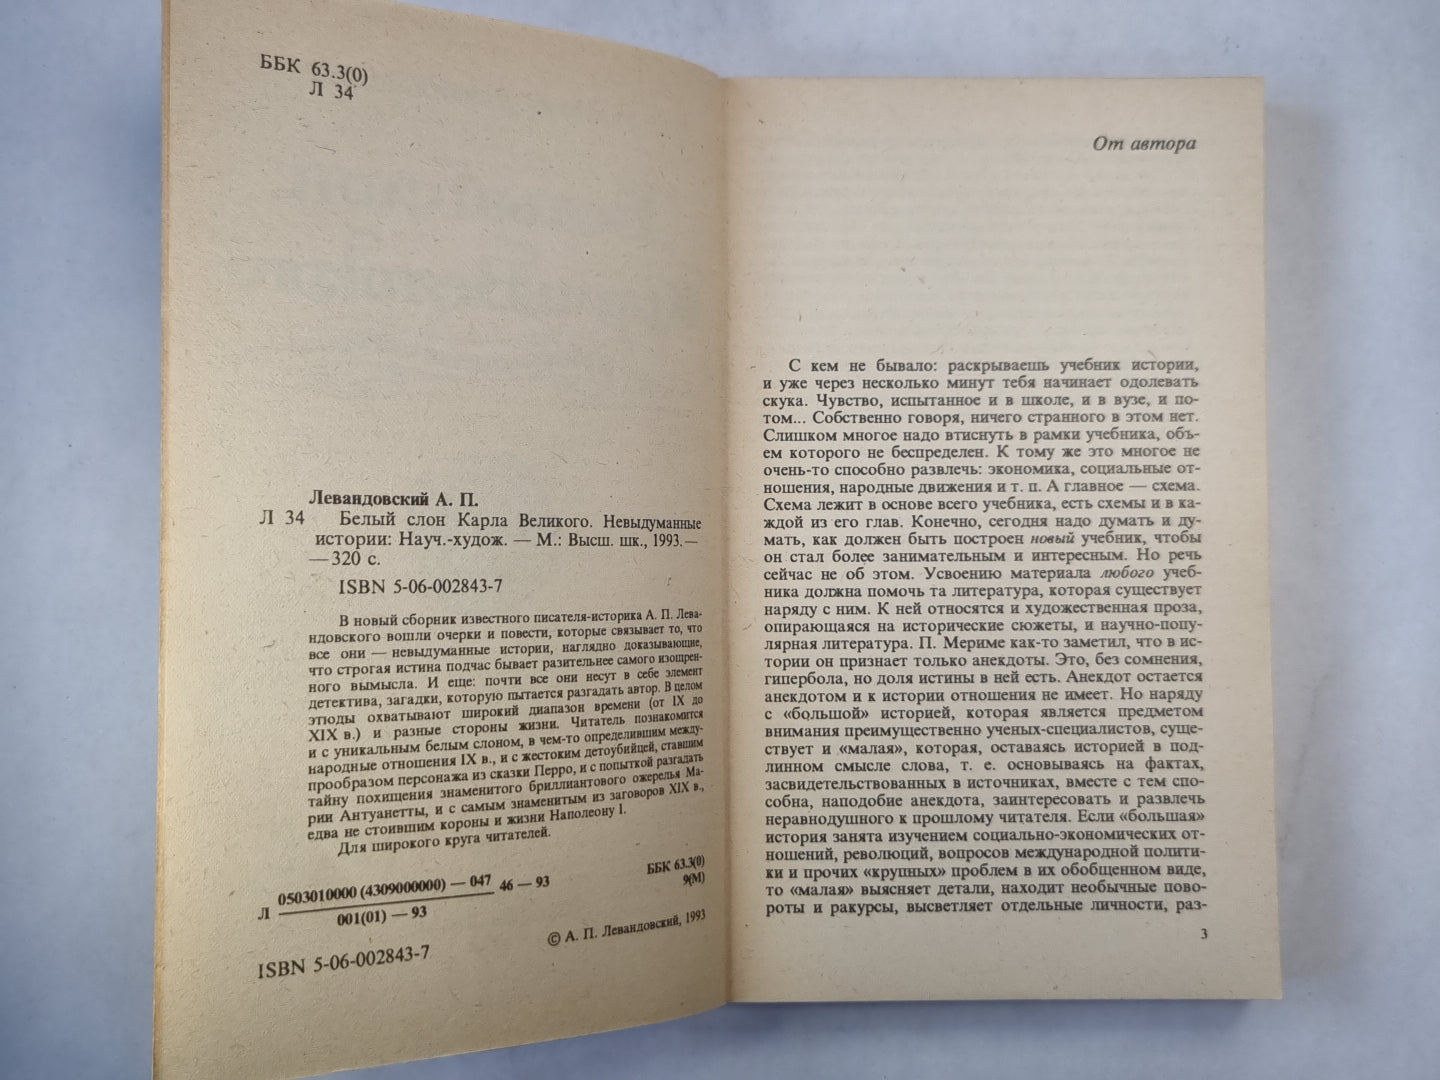 ББК 63.3(0)
Л 34
Левандовский А. П.
Л 34 Белый слон Карла Великого. Невыдуманные
истории: Науч.-худож. — М.: Высш. шк., 1993.—
—320 с.
ISBN 5-06-002843-7
В новый сборник известного писателя-историка А. П. Лева-
ндовского вошли очерки и повести, которые связывает то, что
все они — невыдуманные истории, наглядно доказывающие,
что строгая истина подчас бывает разительнее самого изощрен-
ного вымысла. И еще: почти все они несут в себе элемент
детектива, загадки, которую пытается разгадать автор. В целом
этюды охватывают широкий диапазон времени (от IX до
XIX в.) и разные стороны жизни. Читатель познакомится
и с уникальным белым слоном, в чем-то определившим между-
народные отношения IX в., и с жестоким детоубийцей, ставшим
прообразом персонажа из сказки Перро, и с попыткой разгадать
тайну похищения знаменитого бриллиантового ожерелья Ма-
рии Антуанетты, и с самым знаменитым из заговоров XIX в.,
едва не стоившим короны и жизни Наполеону I.
Для широкого круга читателей.
Л 0503010000 (4309000000) — 047 46 — 93
001(01) — 93
ББК 63.3(0)
9(М)
ISBN 5-06-002843-7
© А. П. Левандовский, 1993
От автора
С кем не бывало: раскрываешь учебник истории,
и уже через несколько минут тебя начинает одолевать
скука. Чувство, испытанное и в школе, и в вузе, и по-
том... Собственно говоря, ничего странного в этом нет.
Слишком многое надо втиснуть в рамки учебника, объ-
ем которого не беспределен. К тому же это многое не
очень-то способно развлечь: экономика, социальные от-
ношения, народные движения и т. п. А главное — схема.
Схема лежит в основе всего учебника, есть схемы и в ка-
ждой из его глав. Конечно, сегодня надо думать и ду-
мать, как должен быть построен новый учебник, чтобы
он стал более занимательным и интересным. Но речь
сейчас не об этом. Усвоению материала любого учеб-
ника должна помочь та литература, которая существует
наряду с ним. К ней относятся и художественная проза,
опирающаяся на исторические сюжеты, и научно-попу-
лярная литература. П. Мериме как-то заметил, что в ис-
тории он признает только анекдоты. Это, без сомнения,
гипербола, но доля истины в ней есть. Анекдот остается
анекдотом и к истории отношения не имеет. Но наряду
с «большой» историей, которая является предметом
внимания преимущественно ученых-специалистов, суще-
ствует и «малая», которая, оставаясь историей в под-
линном смысле слова, т. е. основываясь на фактах,
засвидетельствованных в источниках, вместе с тем спо-
собна, наподобие анекдота, заинтересовать и развлечь
неравнодушного к прошлому читателя. Если «большая»
история занята изучением социально-экономических от-
ношений, революций, вопросов международной полити-
ки и прочих «крупных» проблем в их обобщенном виде,
то «малая» выясняет детали, находит необычные пово-
роты и ракурсы, высветляет отдельные личности, раз-
3